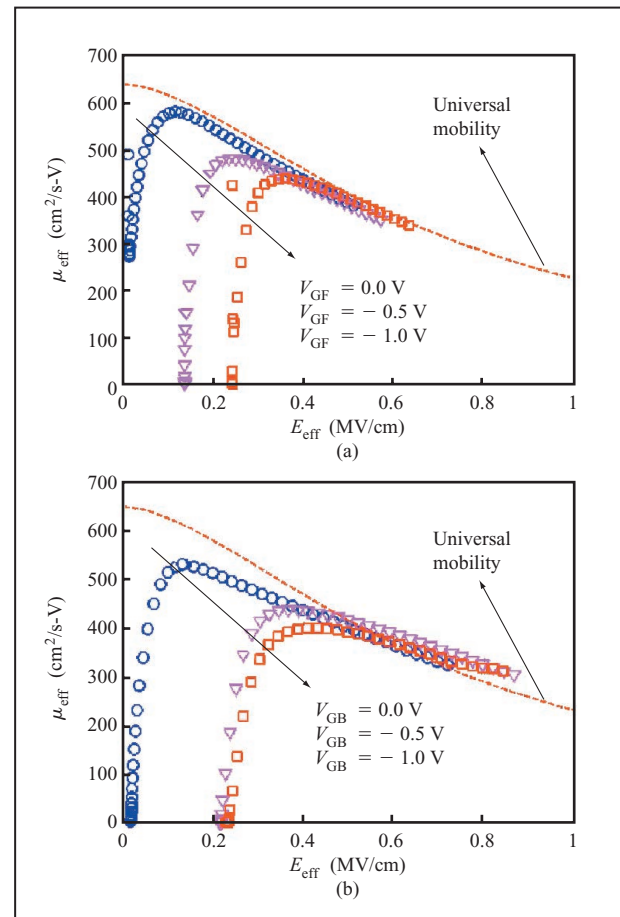 700
600
500
400
300
200
100
0
μeff (cm²/s-V)
Universal
mobility
VGF = 0.0 V
VGF = − 0.5 V
VGF = − 1.0 V
0 0.2 0.4 0.6 0.8 1
Eeff (MV/cm)
(a)
700
600
500
400
300
200
100
0
μeff (cm²/s- V)
Universal
mobility
VGB = 0.0 V
VGB = − 0.5 V
VGB = − 1.0 V
0 0.2 0.4 0.6 0.8 1
Eeff (MV/cm)
(b)